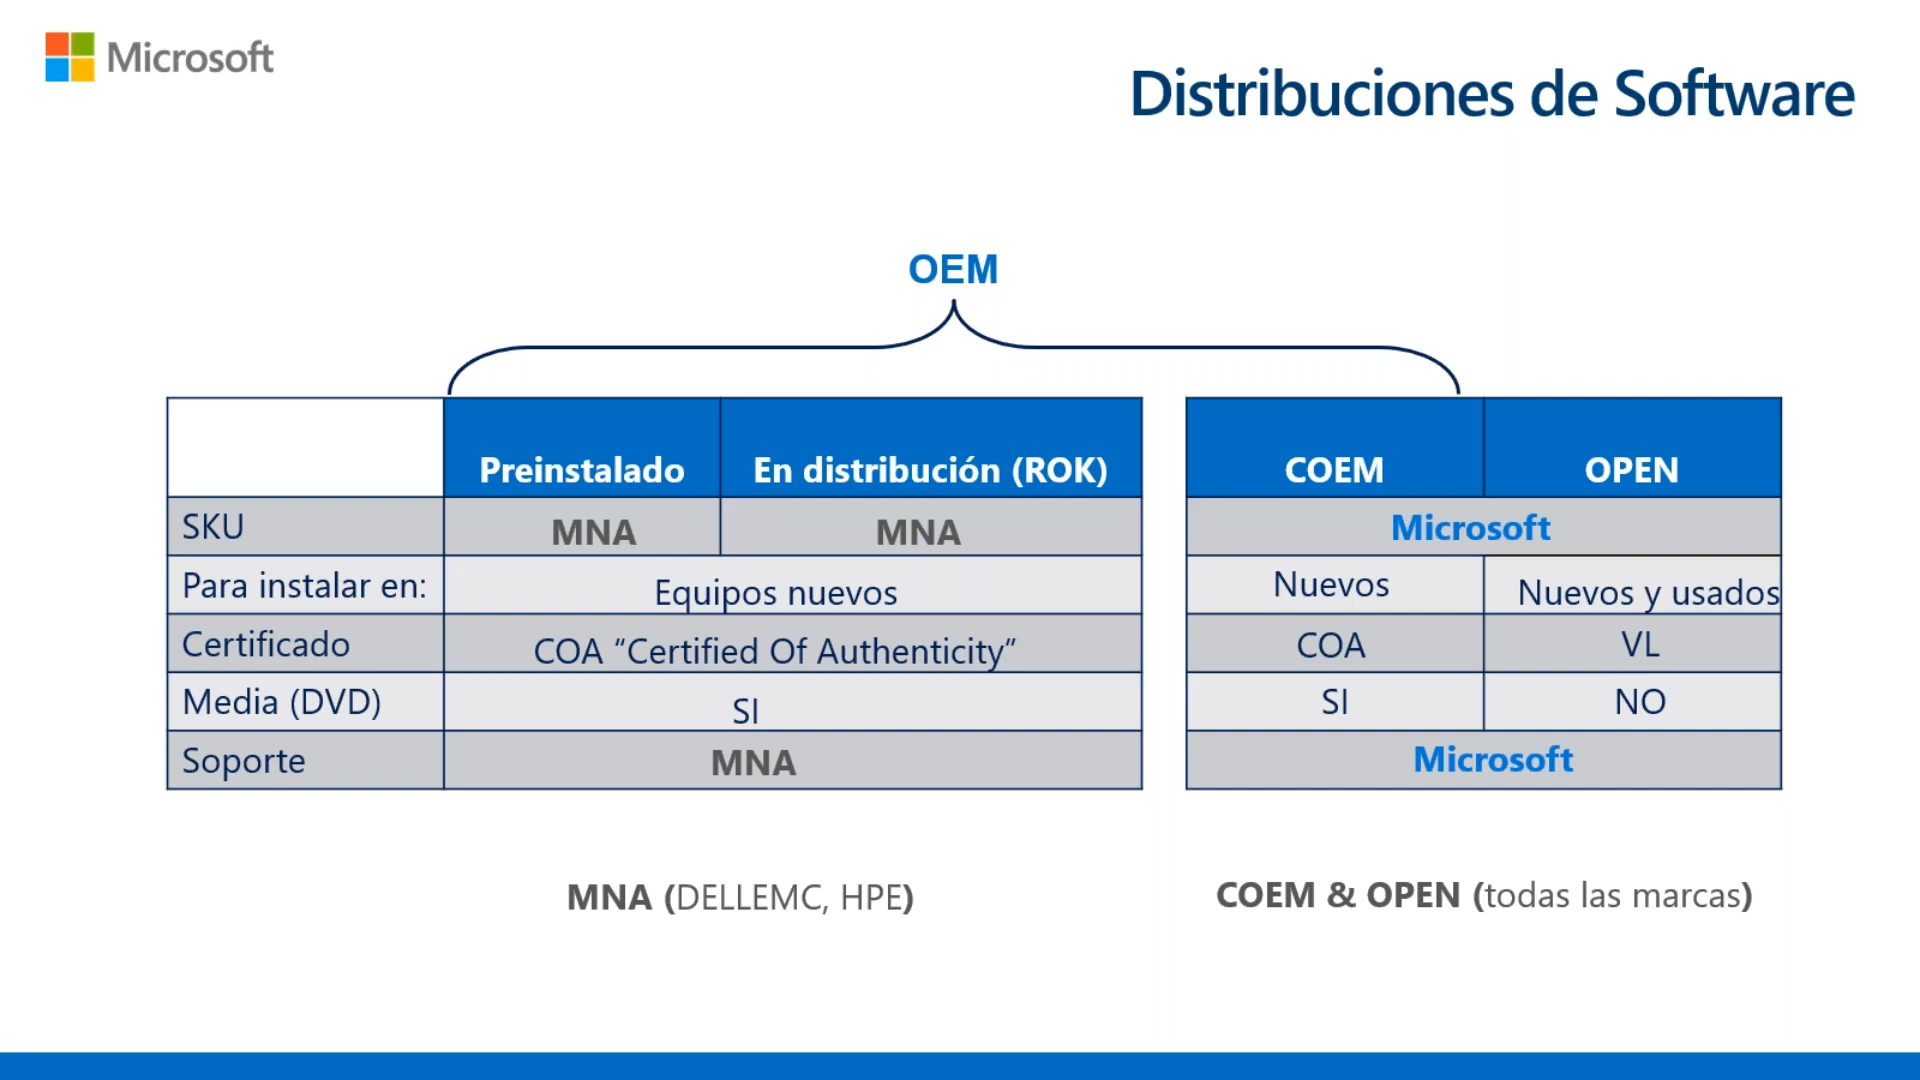 Microsoft
Distribuciones de Software
OEM
Preinstalado En distribución (ROK) COEM OPEN
SKU MNA MNA Microsoft
Para instalar en: Equipos nuevos Nuevos Nuevos y usados
Certificado COA “Certified Of Authenticity” COA VL
Media (DVD) SI SI NO
Soporte MNA Microsoft
MNA (DELLEMC, HPE) COEM & OPEN (todas las marcas)